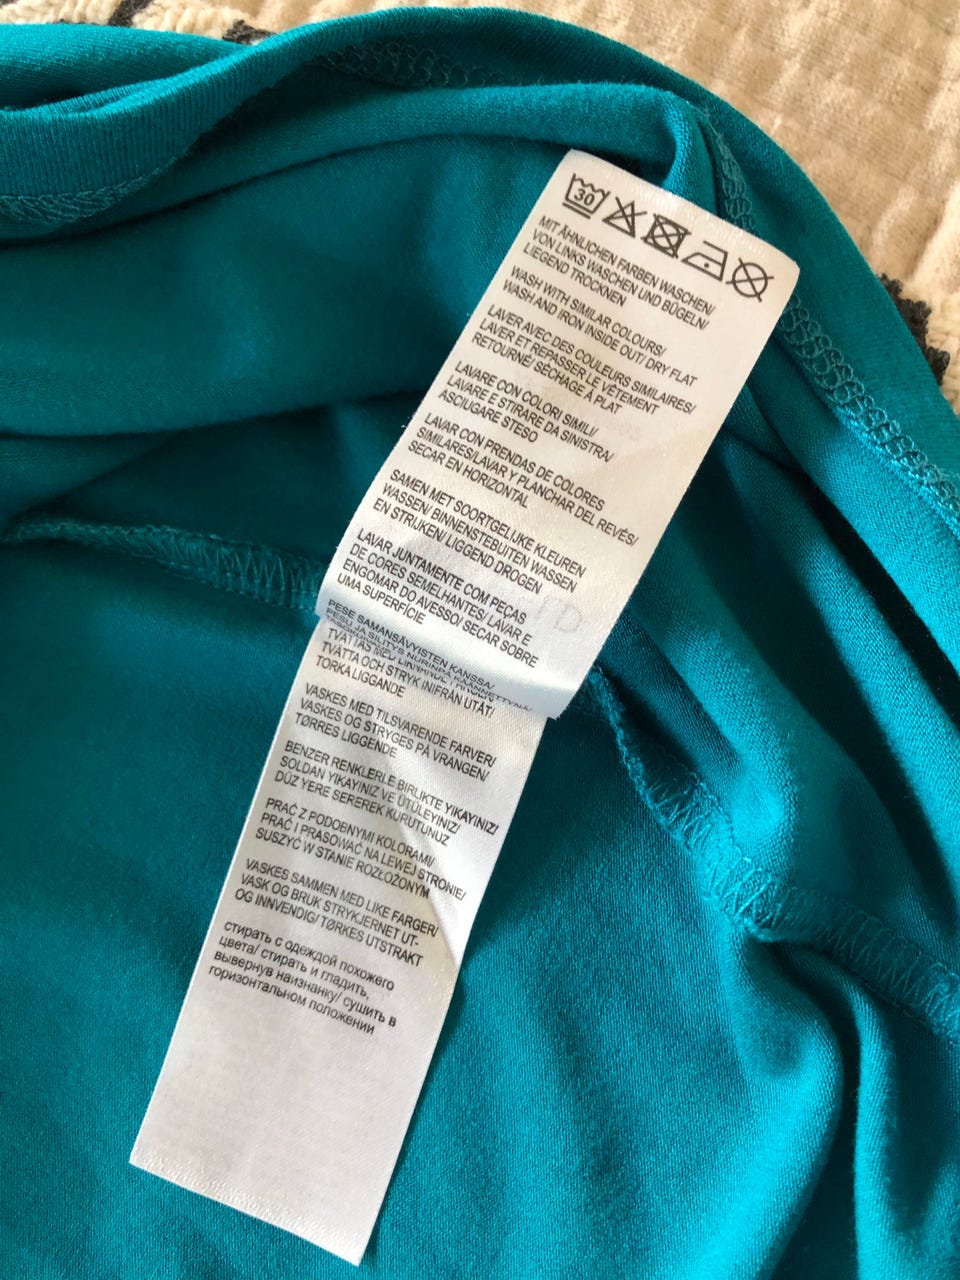 30
MIT ÄHNLICHEN FARBEN WASCHEN/
VON LINKS WASCHEN UND BÜGELN/
LIEGEND TROCKNEN
WASH WITH SIMILAR COLOURS/
WASH AND IRON INSIDE OUT/ DRY FLAT
LAVER AVEC DES COULEURS SIMILAIRES/
LAVER ET REPASSER LE VÊTEMENT
RETOURNÉ/ SÉCHAGE À PLAT
LAVARE CON COLORI SIMILI/
LAVARE E STIRARE DA SINISTRA/
ASCIUGARE STESO
LAVAR CON PRENDAS DE COLORES
SIMILARES/LAVAR Y PLANCHAR DEL REVÉS/
SECAR EN HORIZONTAL
SAMEN MET SOORTGELIJKE KLEUREN
WASSEN/ BINNENSTEBUITEN WASSEN
EN STRIJKEN/ LIGGEND DROGEN
LAVAR JUNTAMENTE COM PEÇAS
DE CORES SEMELHANTES/ LAVAR E
ENGOMAR DO AVESSO/ SECAR SOBRE
UMA SUPERFÍCIE
PESE SAMANSÄVYISTEN KANSSA/
PESU JA SILITYS NURINPÄ KÄÄNNETTYNÄ/
TVÄTTAS MED
TVÄTTA OCH STRYK INIFRÅN UTÅT/
TORKA LIGGANDE
VASKES MED TILSVARENDE FARVER/
VASKES OG STRYGES PÅ VRANGEN/
TØRRES LIGGENDE
BENZER RENKLERLE BIRLIKTE YIKAYINIZ/
SOLDAN YIKAYINIZ VE ÜTÜLEYINIZ/
DÜZ YERE SEREREK KURUTUNUZ
PRAĆ Z PODOBNYMI KOLORAMI/
PRAĆ I PRASOWAĆ NA LEWEJ STRONIE/
SUSZYĆ W STANIE ROZŁOŻONYM
VASKES SAMMEN MED LIKE FARGER/
VASK OG BRUK STRYKJERNET UT-
OG INNVENDIG/ TØRKES UTSTRAKT
стирать с одеждой похожего
цвета/ стирать и гладить,
вывернув наизнанку/ сушить в
горизонтальном положении